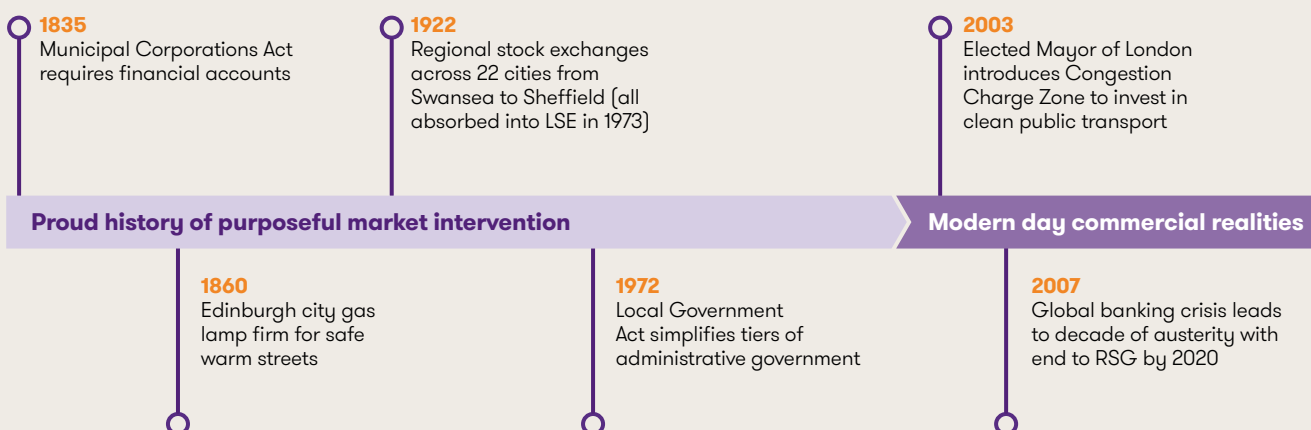 1835
Municipal Corporations Act
requires financial accounts
1922
Regional stock exchanges
across 22 cities from
Swansea to Sheffield (all
absorbed into LSE in 1973)
2003
Elected Mayor of London
introduces Congestion
Charge Zone to invest in
clean public transport
Proud history of purposeful market intervention
Modern day commercial realities
1860
Edinburgh city gas
lamp firm for safe
warm streets
1972
Local Government
Act simplifies tiers of
administrative government
2007
Global banking crisis leads
to decade of austerity with
end to RSG by 2020